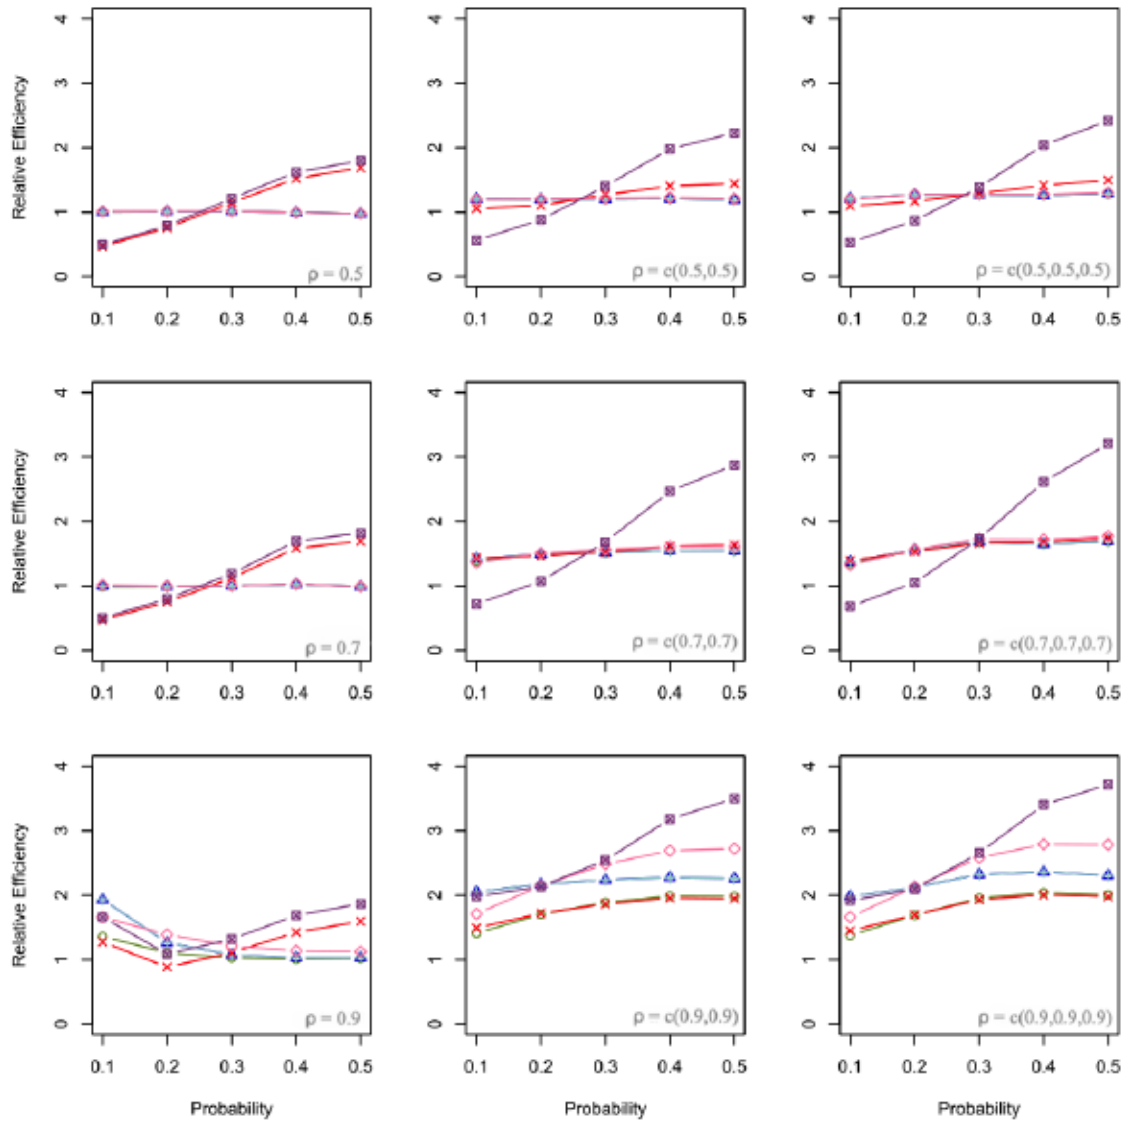 Relative Efficiency
4
3
2
1
0
0.1 0.2 0.3 0.4 0.5
ρ = 0.5
4
3
2
1
0
0.1 0.2 0.3 0.4 0.5
ρ = c(0.5,0.5)
4
3
2
1
0
0.1 0.2 0.3 0.4 0.5
ρ = c(0.5,0.5,0.5)
Relative Efficiency
4
3
2
1
0
0.1 0.2 0.3 0.4 0.5
ρ = 0.7
4
3
2
1
0
0.1 0.2 0.3 0.4 0.5
ρ = c(0.7,0.7)
4
3
2
1
0
0.1 0.2 0.3 0.4 0.5
ρ = c(0.7,0.7,0.7)
Relative Efficiency
4
3
2
1
0
0.1 0.2 0.3 0.4 0.5
ρ = 0.9
Probability
4
3
2
1
0
0.1 0.2 0.3 0.4 0.5
ρ = c(0.9,0.9)
Probability
4
3
2
1
0
0.1 0.2 0.3 0.4 0.5
ρ = c(0.9,0.9,0.9)
Probability